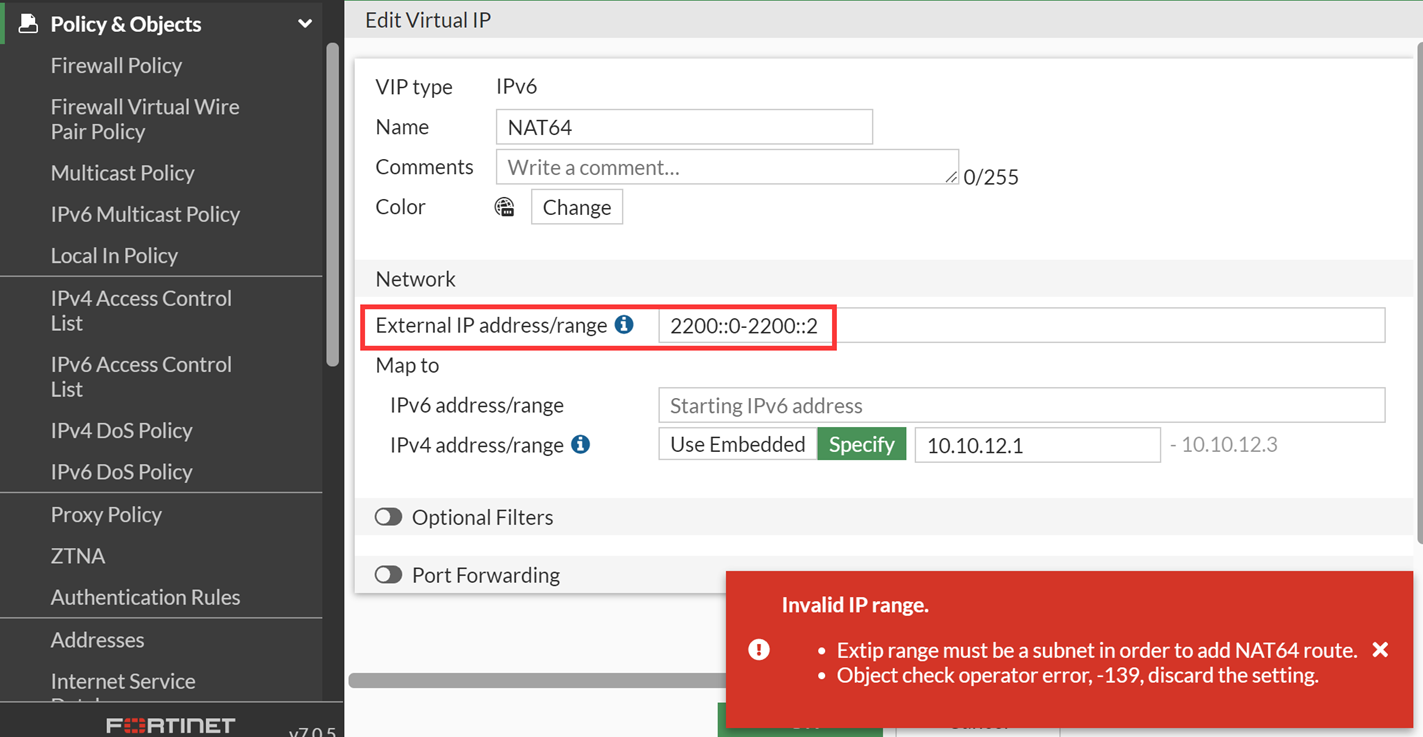 Policy & Objects
Firewall Policy
Firewall Virtual Wire
Pair Policy
Multicast Policy
IPv6 Multicast Policy
Local In Policy
IPv4 Access Control
List
IPv6 Access Control
List
IPv4 DoS Policy
IPv6 DoS Policy
Proxy Policy
ZTNA
Authentication Rules
Addresses
Internet Service
FORTINET
v7.0.5
Edit Virtual IP
VIP type IPv6
Name NAT64
Comments Write a comment... 0/255
Color Change
Network
External IP address/range 2200::0-2200::2
Map to
IPv6 address/range Starting IPv6 address
IPv4 address/range Use Embedded Specify 10.10.12.1 - 10.10.12.3
Optional Filters
Port Forwarding
Invalid IP range.
• Extip range must be a subnet in order to add NAT64 route.
• Object check operator error, -139, discard the setting.